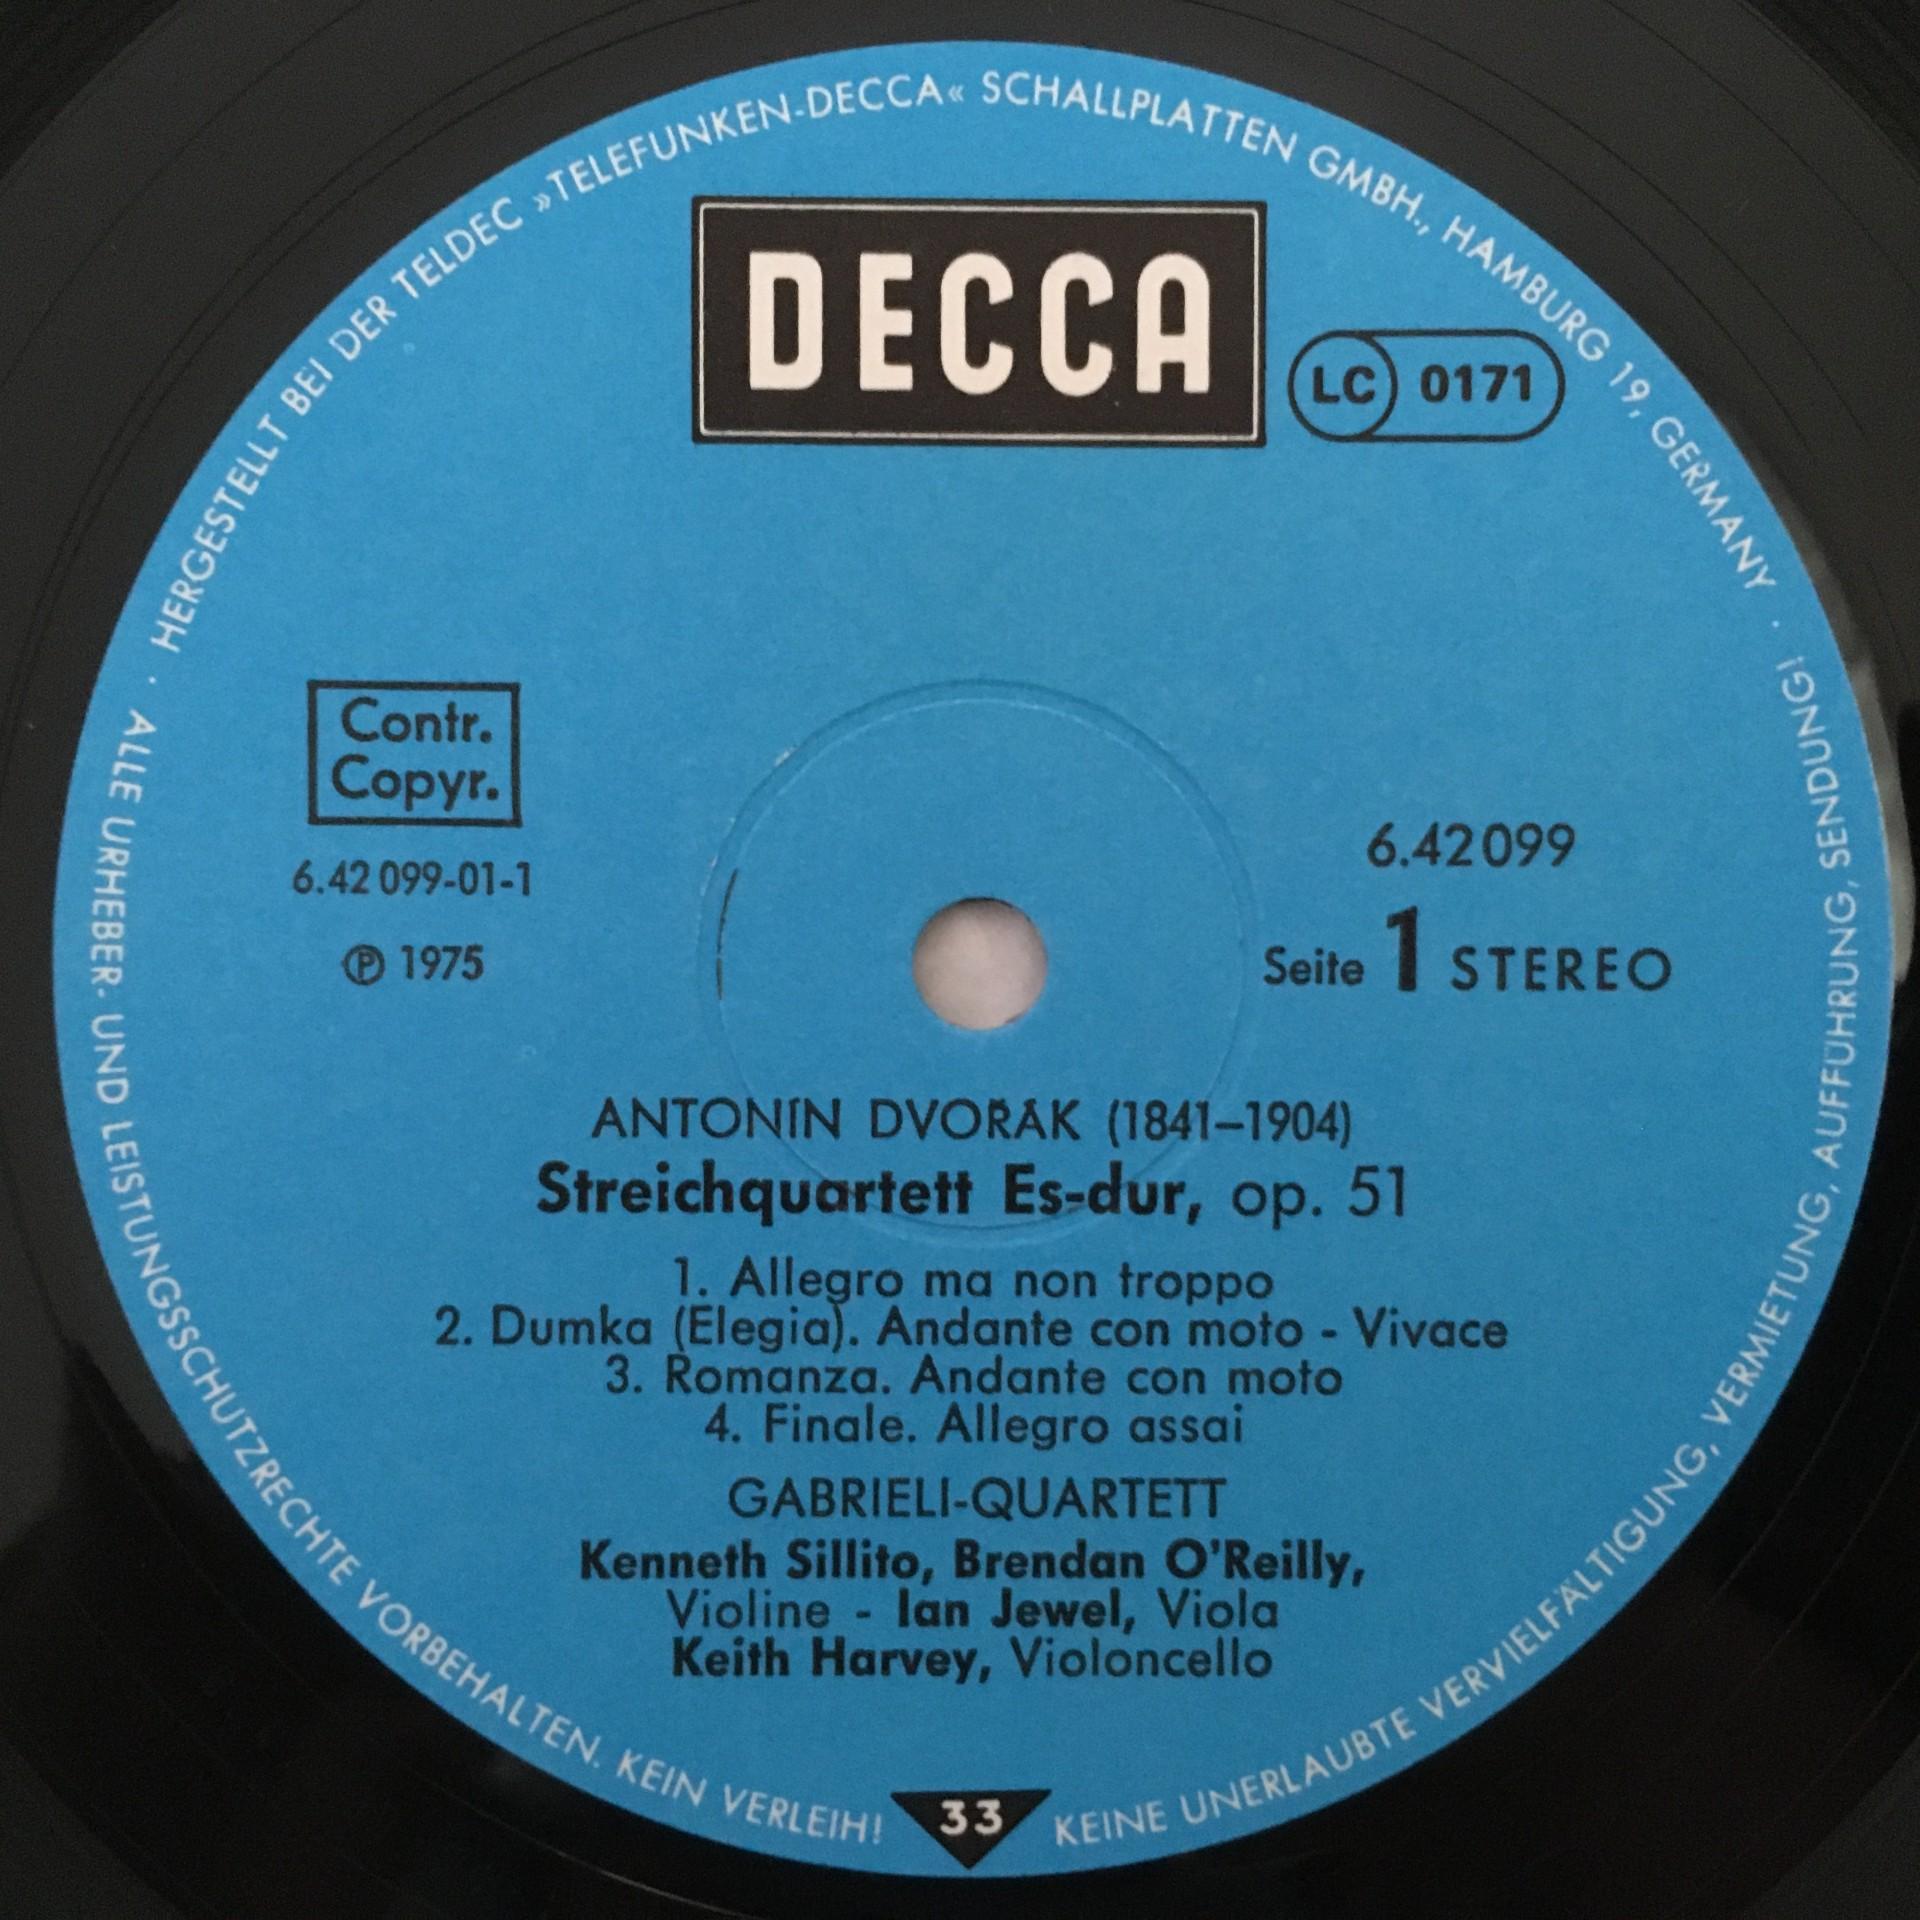 HERGESTELLT BEI DER TELDEC »TELEFUNKEN-DECCA« SCHALLPLATTEN GMBH., HAMBURG 19, GERMANY ·
DECCA
LC 0171
Contr.
Copyr.
6.42 099-01-1
℗ 1975
6.42 099
Seite 1 STEREO
ANTONÍN DVOŘÁK (1841–1904)
Streichquartett Es-dur, op. 51
1. Allegro ma non troppo
2. Dumka (Elegia). Andante con moto - Vivace
3. Romanza. Andante con moto
4. Finale. Allegro assai
GABRIELI-QUARTETT
Kenneth Sillito, Brendan O'Reilly,
Violine - Ian Jewel, Viola
Keith Harvey, Violoncello
· ALLE URHEBER- UND LEISTUNGSSCHUTZRECHTE VORBEHALTEN. KEIN VERLEIH!
33
KEINE UNERLAUBTE VERVIELFÄLTIGUNG, VERMIETUNG, AUFFÜHRUNG, SENDUNG!